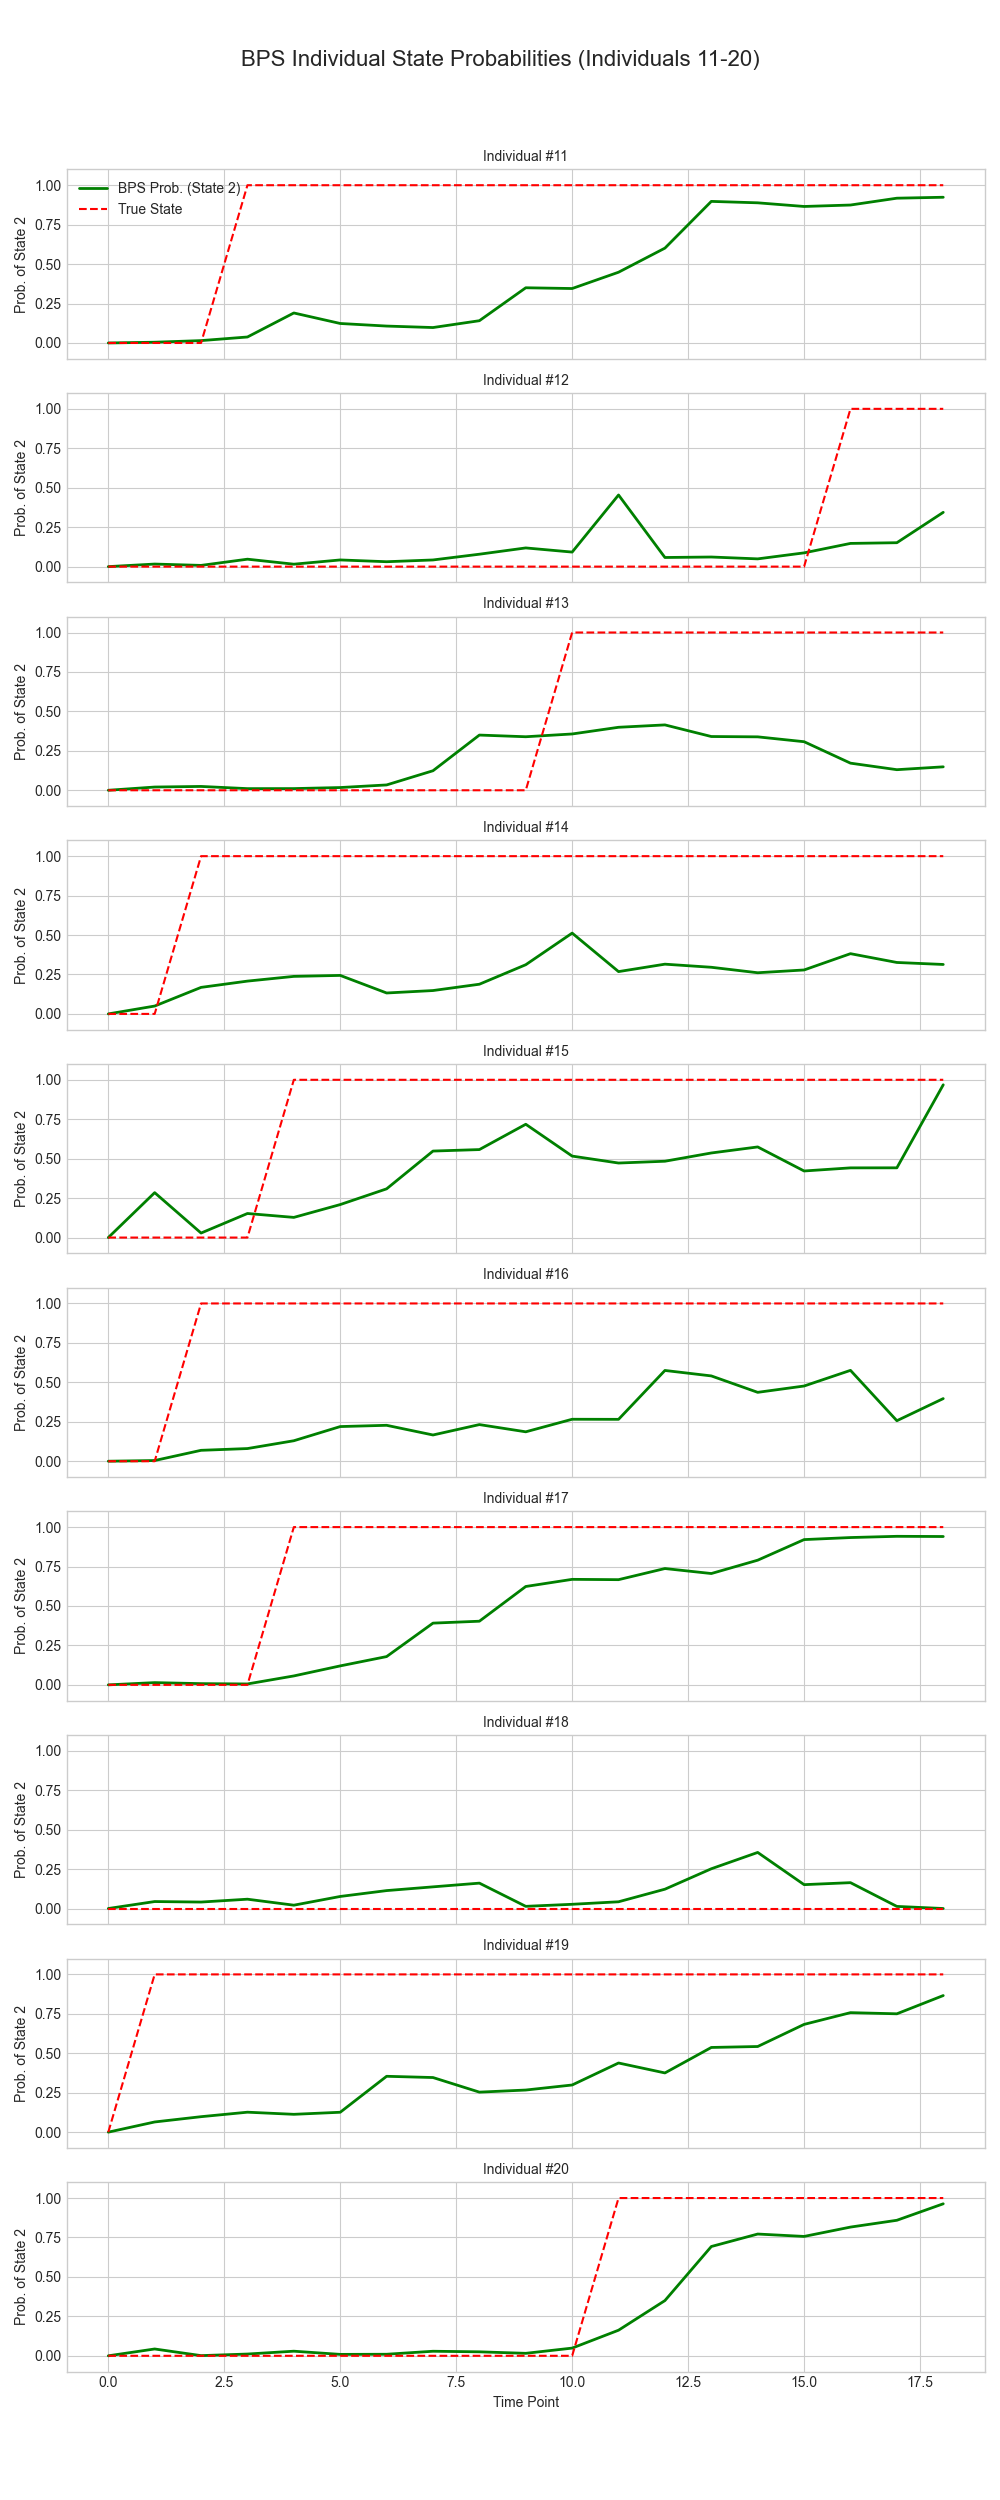 BPS Individual State Probabilities (Individuals 11-20)
Individual #11
1.00
0.75
0.50
0.25
0.00
Prob. of State 2
BPS Prob. (State 2)
True State
Individual #12
1.00
0.75
0.50
0.25
0.00
Prob. of State 2
Individual #13
1.00
0.75
0.50
0.25
0.00
Prob. of State 2
Individual #14
1.00
0.75
0.50
0.25
0.00
Prob. of State 2
Individual #15
1.00
0.75
0.50
0.25
0.00
Prob. of State 2
Individual #16
1.00
0.75
0.50
0.25
0.00
Prob. of State 2
Individual #17
1.00
0.75
0.50
0.25
0.00
Prob. of State 2
Individual #18
1.00
0.75
0.50
0.25
0.00
Prob. of State 2
Individual #19
1.00
0.75
0.50
0.25
0.00
Prob. of State 2
Individual #20
1.00
0.75
0.50
0.25
0.00
Prob. of State 2
0.0 2.5 5.0 7.5 10.0 12.5 15.0 17.5
Time Point